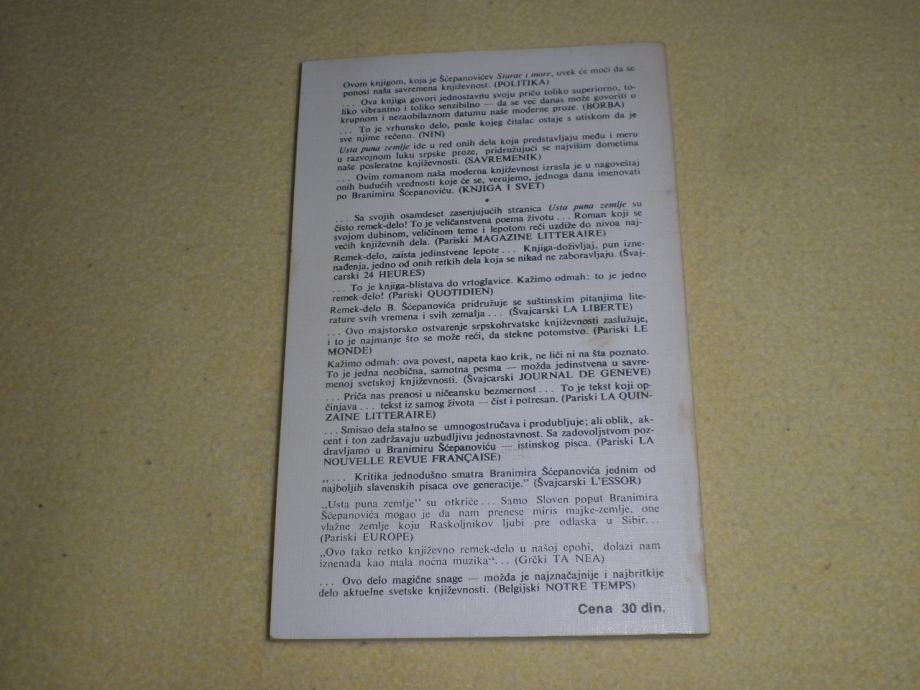 Ovom knjigom, koja je Šćepanovićev Starac i more, uvek će moći da se
ponosi naša savremena književnost. (POLITIKA)
... Ova knjiga govori jednostavnu svoju priču toliko superiorno, to-
liko vibrantno i toliko senzibilno — da se već danas može govoriti o
krupnom i nezaobilaznom datumu naše moderne proze. (BORBA)
... To je vrhunsko delo, posle kojeg čitalac ostaje s utiskom da je
sve njime rečeno. (NIN)
Usta puna zemlje ide u red onih dela koja predstavljaju među i meru
u razvojnom luku srpske proze, pridružujući se najvišim dometima
naše posleratne književnosti. (SAVREMENIK)
... Ovim romanom naša moderna književnost izrasla je u nagoveštaj
onih budućih vrednosti koje će se, verujemo, jednoga dana imenovati
po Branimiru Šćepanoviću. (KNJIGA I SVET)
*
... Sa svojih osamdeset zasenjujućih stranica Usta puna zemlje su
čisto remek-delo! To je veličanstvena poema životu ... Roman koji se
svojom dubinom, veličinom teme i lepotom reči uzdiže do nivoa naj-
većih književnih dela. (Pariski MAGAZINE LITTERAIRE)
Remek-delo, zaista jedinstvene lepote ... Knjiga-doživljaj, pun izne-
nađenja, jedno od onih retkih dela koja se nikad ne zaboravljaju. (Švaj-
carski 24 HEURES)
... To je knjiga-blistava do vrtoglavice. Kažimo odmah: to je jedno
remek-delo! (Pariski QUOTIDIEN)
Remek-delo B. Šćepanovića pridružuje se suštinskim pitanjima lite-
rature svih vremena i svih zemalja ... (Švajcarski LA LIBERTE)
... Ovo majstorsko ostvarenje srpskohrvatske književnosti zaslužuje,
i to je najmanje što se može reći, da stekne potomstvo. (Pariski LE
MONDE)
Kažimo odmah: ova povest, napeta kao krik, ne liči ni na šta poznato.
To je jedna neobična, samotna pesma — možda jedinstvena u savre-
menoj svetskoj književnosti. (Švajcarski JOURNAL DE GENEVE)
... Priča nas prenosi u ničeansku bezmernost ... To je tekst koji op-
činjava ... tekst iz samog života — čist i potresan. (Pariski LA QUIN-
ZAINE LITTERAIRE)
... Smisao dela stalno se umnogostručava i produbljuje; ali oblik, ak-
cent i ton zadržavaju uzbudljivu jednostavnost. Sa zadovoljstvom poz-
dravljamo u Branimiru Šćepanoviću — istinskog pisca. (Pariski LA
NOUVELLE REVUE FRANÇAISE)
„... Kritika jednodušno smatra Branimira Šćepanovića jednim od
najboljih slavenskih pisaca ove generacije.” (Švajcarski L'ESSOR)
„Usta puna zemlje” su otkriće ... Samo Sloven poput Branimira
Šćepanovića mogao je da nam prenese miris majke-zemlje, one
vlažne zemlje koju Raskoljnikov ljubi pre odlaska u Sibir...
(Pariski EUROPE)
„Ovo tako retko književno remek-delo u našoj epohi, dolazi nam
iznenada kao mala noćna muzika“... (Grčki TA NEA)
... Ovo delo magične snage — možda je najznačajnije i najbritkije
delo aktuelne svetske književnosti. (Belgijski NOTRE TEMPS)
Cena 30 din.